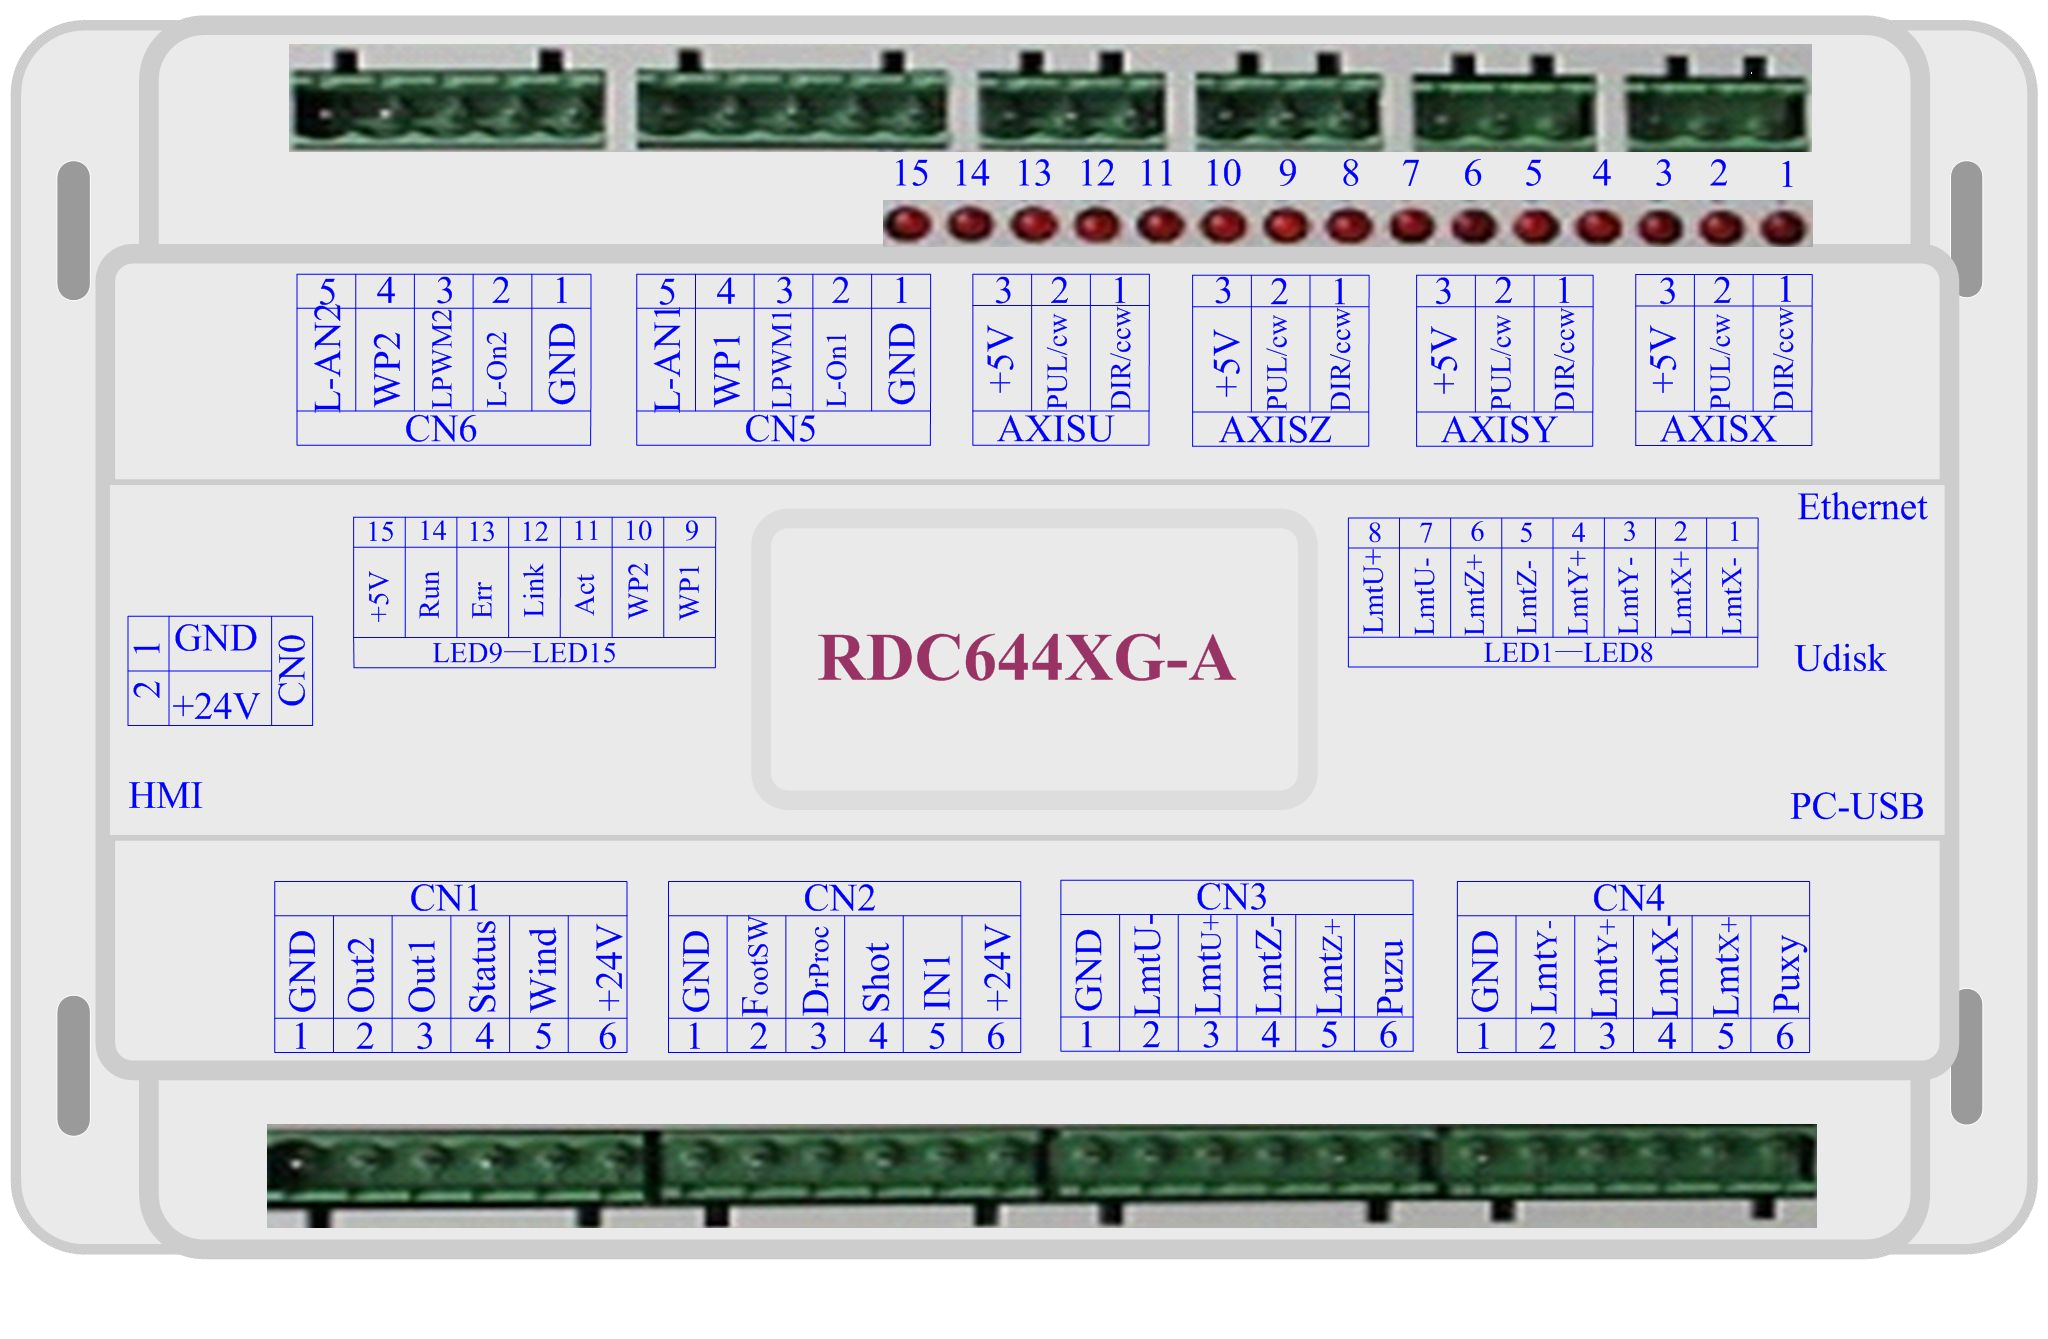 15 14 13 12 11 10 9 8 7 6 5 4 3 2 1
5 4 3 2 1
L-AN2 WP2 LPWM2 L-On2 GND
CN6
5 4 3 2 1
L-AN1 WP1 LPWM1 L-On1 GND
CN5
3 2 1
+5V PUL/cw DIR/ccw
AXISU
3 2 1
+5V PUL/cw DIR/ccw
AXISZ
3 2 1
+5V PUL/cw DIR/ccw
AXISY
3 2 1
+5V PUL/cw DIR/ccw
AXISX
15 14 13 12 11 10 9
+5V Run Err Link Act WP2 WP1
LED9—LED15
RDC644XG-A
8 7 6 5 4 3 2 1
LmtU+ LmtU- LmtZ+ LmtZ- LmtY+ LmtY- LmtX+ LmtX-
LED1—LED8
Ethernet
Udisk
PC-USB
1 GND
2 +24V
CN0
HMI
CN1
GND Out2 Out1 Status Wind +24V
1 2 3 4 5 6
CN2
GND FootSW DrProc Shot IN1 +24V
1 2 3 4 5 6
CN3
GND LmtU- LmtU+ LmtZ- LmtZ+ Puzu
1 2 3 4 5 6
CN4
GND LmtY- LmtY+ LmtX- LmtX+ Puxy
1 2 3 4 5 6